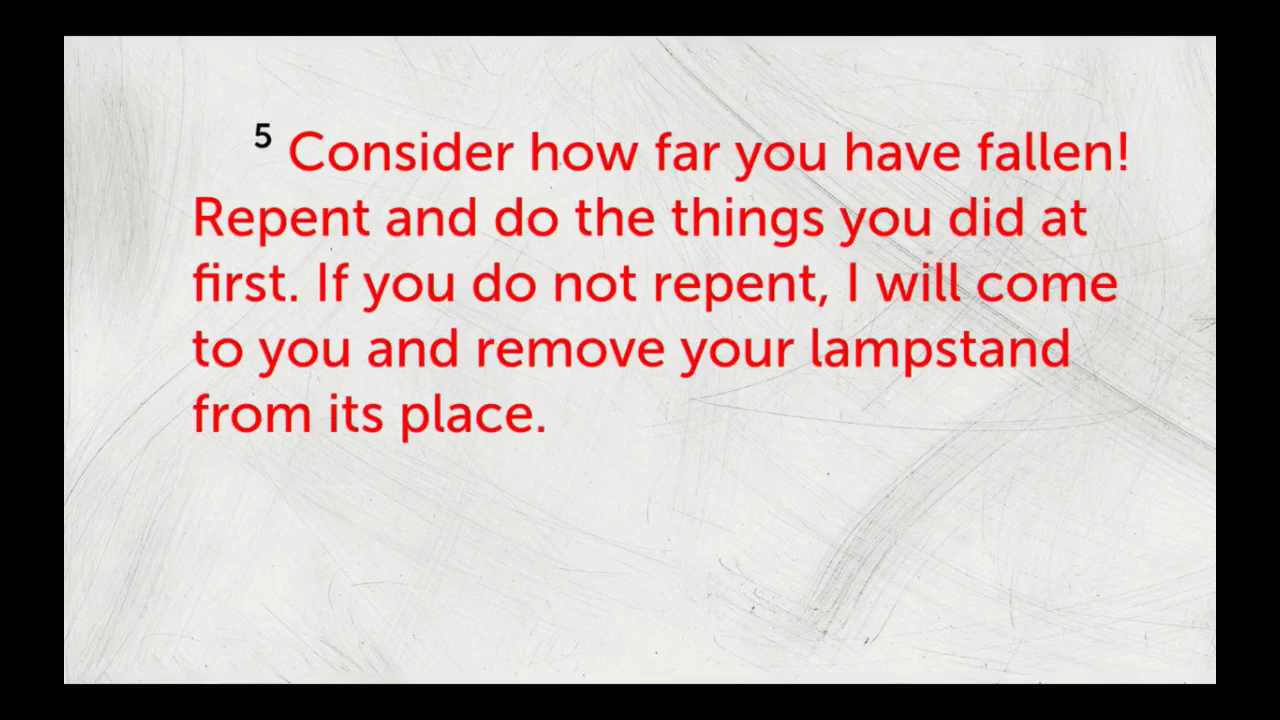 5 Consider how far you have fallen!
Repent and do the things you did at
first. If you do not repent, I will come
to you and remove your lampstand
from its place.